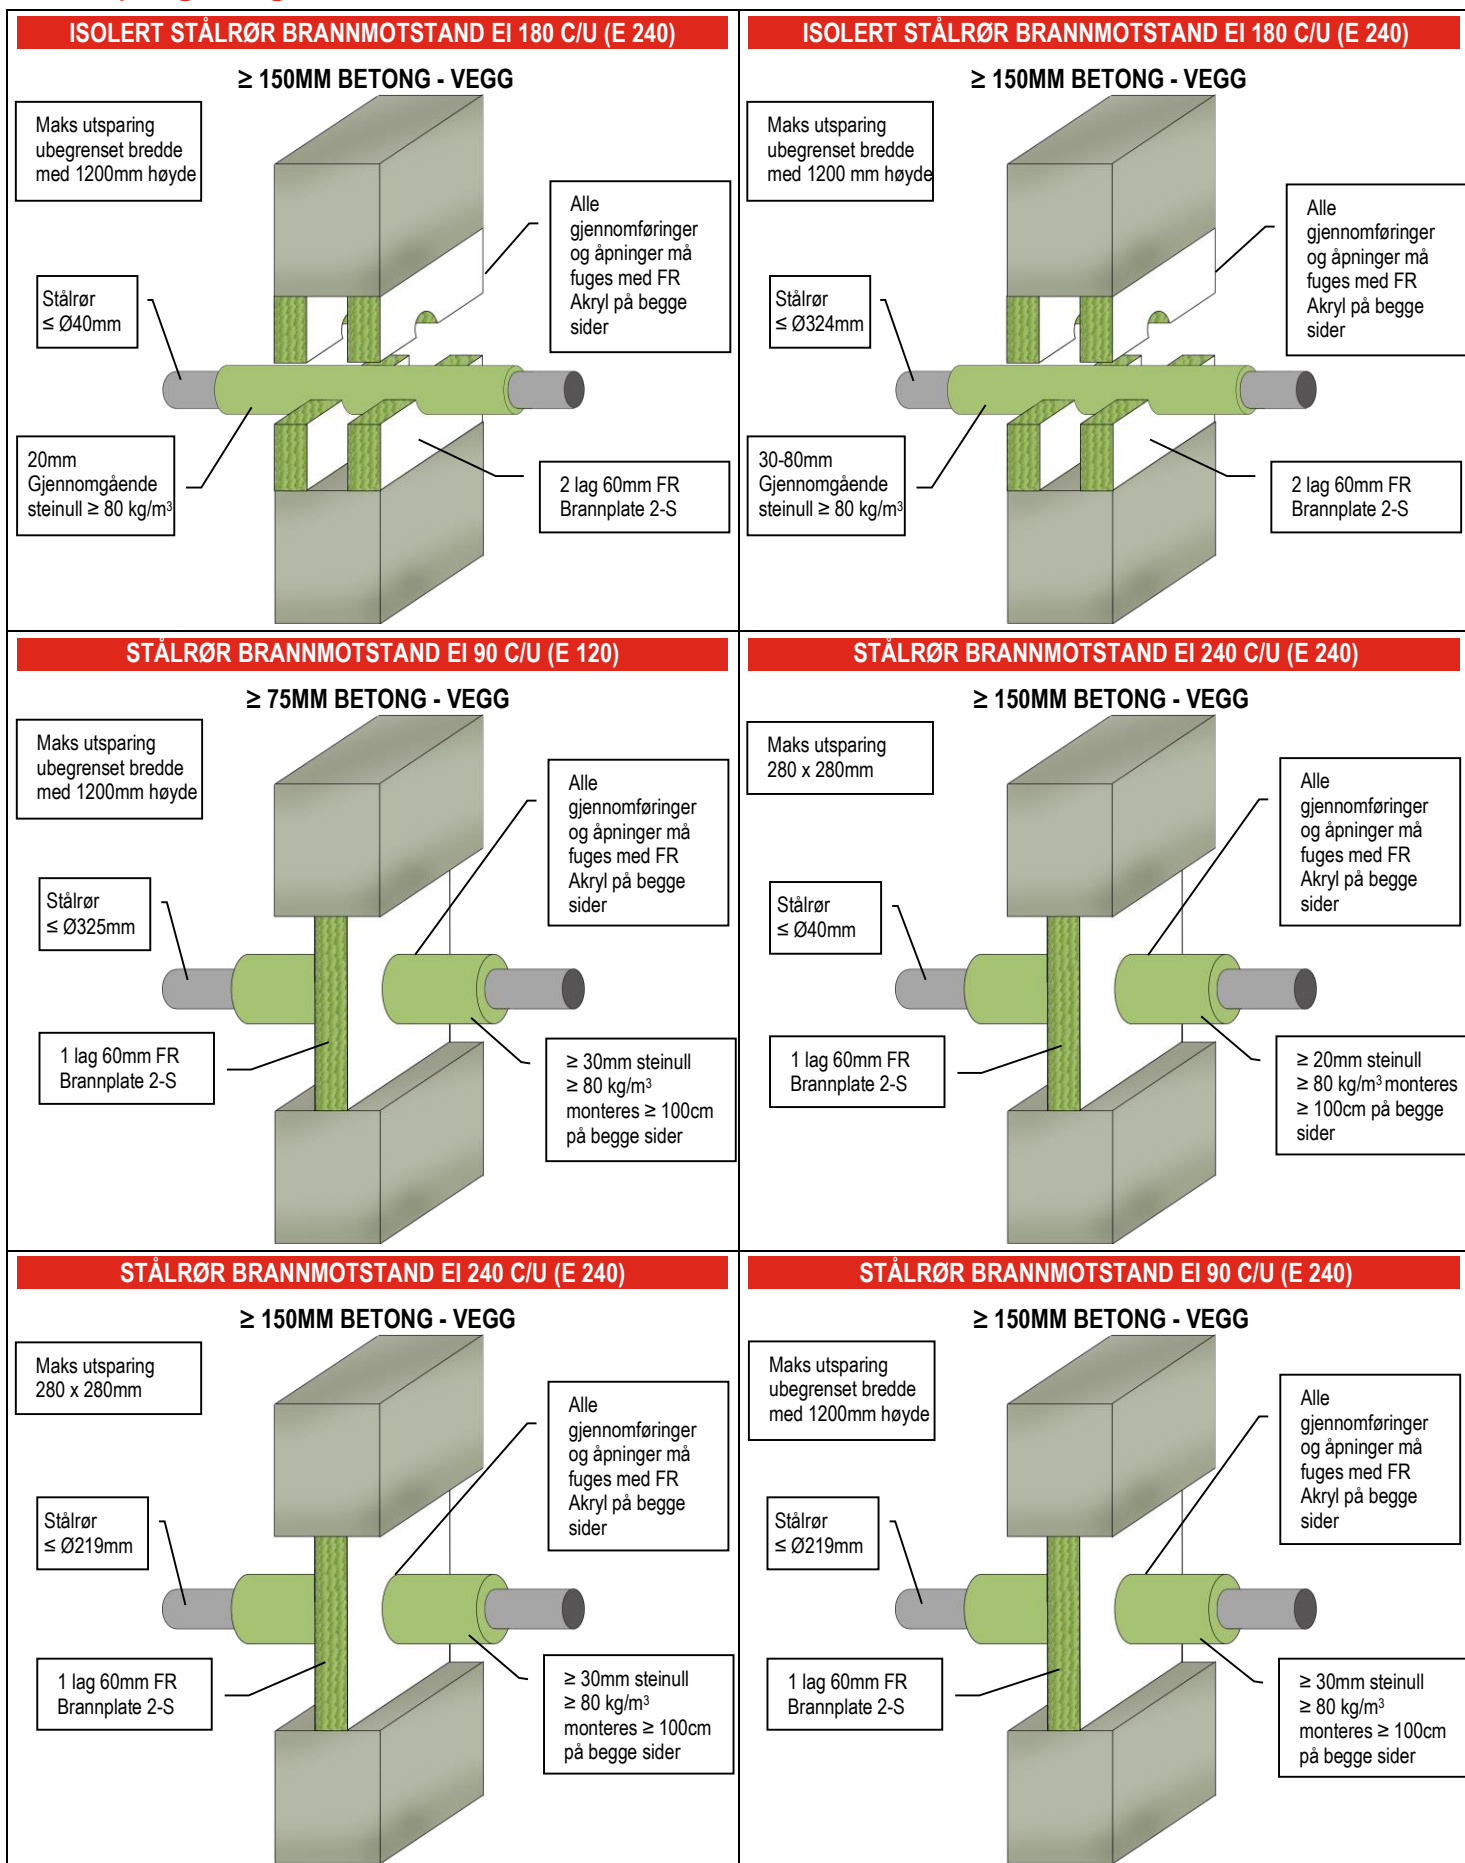 ISOLERT STÅLRØR BRANNMOTSTAND EI 180 C/U (E 240)
≥ 150MM BETONG - VEGG
Maks utsparing
ubegrenset bredde
med 1200mm høyde
Alle
gjennomføringer
og åpninger må
fuges med FR
Akryl på begge
sider
Stålrør
≤ Ø40mm
20mm
Gjennomgående
steinull ≥ 80 kg/m³
2 lag 60mm FR
Brannplate 2-S
ISOLERT STÅLRØR BRANNMOTSTAND EI 180 C/U (E 240)
≥ 150MM BETONG - VEGG
Maks utsparing
ubegrenset bredde
med 1200 mm høyde
Alle
gjennomføringer
og åpninger må
fuges med FR
Akryl på begge
sider
Stålrør
≤ Ø324mm
30-80mm
Gjennomgående
steinull ≥ 80 kg/m³
2 lag 60mm FR
Brannplate 2-S
STÅLRØR BRANNMOTSTAND EI 90 C/U (E 120)
≥ 75MM BETONG - VEGG
Maks utsparing
ubegrenset bredde
med 1200mm høyde
Alle
gjennomføringer
og åpninger må
fuges med FR
Akryl på begge
sider
Stålrør
≤ Ø325mm
1 lag 60mm FR
Brannplate 2-S
≥ 30mm steinull
≥ 80 kg/m³
monteres ≥ 100cm
på begge sider
STÅLRØR BRANNMOTSTAND EI 240 C/U (E 240)
≥ 150MM BETONG - VEGG
Maks utsparing
280 x 280mm
Alle
gjennomføringer
og åpninger må
fuges med FR
Akryl på begge
sider
Stålrør
≤ Ø40mm
1 lag 60mm FR
Brannplate 2-S
≥ 20mm steinull
≥ 80 kg/m³ monteres
≥ 100cm på begge
sider
STÅLRØR BRANNMOTSTAND EI 240 C/U (E 240)
≥ 150MM BETONG - VEGG
Maks utsparing
280 x 280mm
Alle
gjennomføringer
og åpninger må
fuges med FR
Akryl på begge
sider
Stålrør
≤ Ø219mm
1 lag 60mm FR
Brannplate 2-S
≥ 30mm steinull
≥ 80 kg/m³
monteres ≥ 100cm
på begge sider
STÅLRØR BRANNMOTSTAND EI 90 C/U (E 240)
≥ 150MM BETONG - VEGG
Maks utsparing
ubegrenset bredde
med 1200mm høyde
Alle
gjennomføringer
og åpninger må
fuges med FR
Akryl på begge
sider
Stålrør
≤ Ø219mm
1 lag 60mm FR
Brannplate 2-S
≥ 30mm steinull
≥ 80 kg/m³
monteres ≥ 100cm
på begge sider